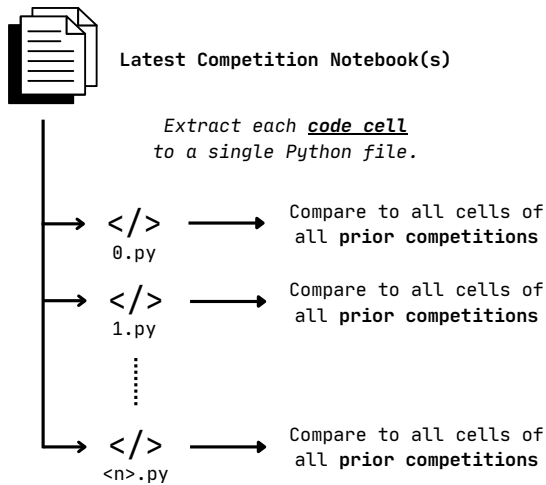 Latest Competition Notebook(s)
Extract each code cell
to a single Python file.
</>
0.py
Compare to all cells of
all prior competitions
</>
1.py
Compare to all cells of
all prior competitions
</>
<n>.py
Compare to all cells of
all prior competitions